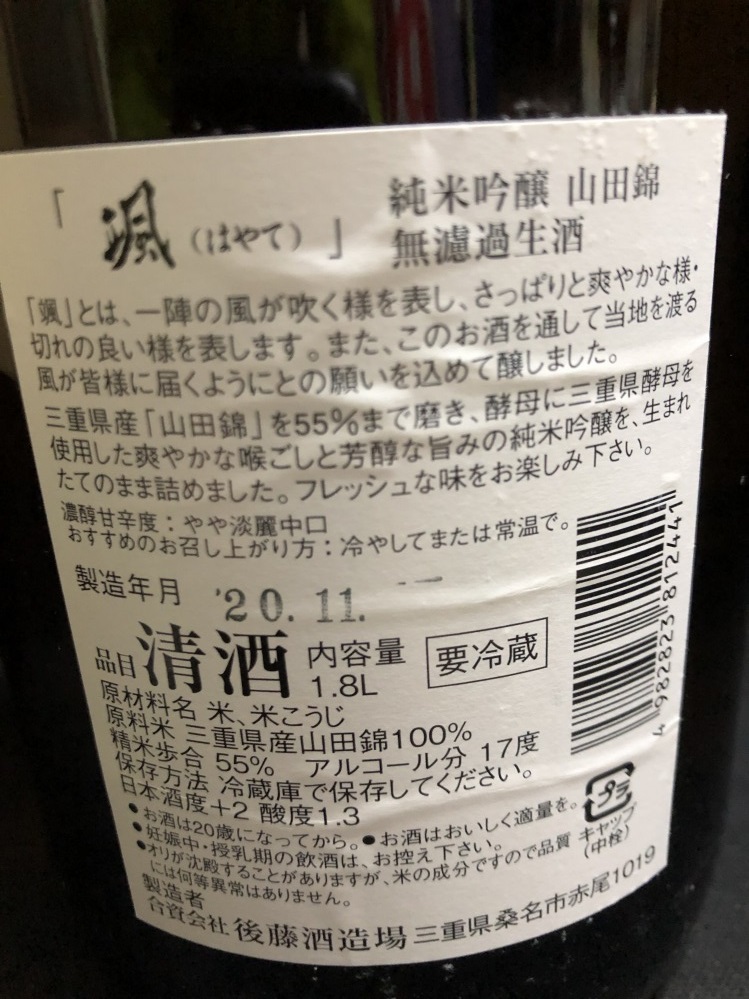 「颯（はやて）」
純米吟醸 山田錦
無濾過生酒
「颯」とは、一陣の風が吹く様を表し、さっぱりと爽やかな様・
切れの良い様を表します。また、このお酒を通して当地を渡る
風が皆様に届くようにとの願いを込めて醸しました。
三重県産「山田錦」を55%まで磨き、酵母に三重県酵母を
使用した爽やかな喉ごしと芳醇な旨みの純米吟醸を、生まれ
たてのまま詰めました。フレッシュな味をお楽しみ下さい。
濃醇甘辛度：やや淡麗中口
おすすめのお召し上がり方：冷やしてまたは常温で。
製造年月 '20.11.
品目 清酒 内容量 1.8L 要冷蔵
原材料名 米、米こうじ
原料米 三重県産山田錦100%
精米歩合 55% アルコール分 17度
保存方法 冷蔵庫で保存してください。
日本酒度+2 酸度1.3
●お酒は20歳になってから。●お酒はおいしく適量を。
●妊娠中・授乳期の飲酒は、お控え下さい。
●オリが沈殿することがありますが、米の成分ですので品質
には何等異常はありません。
製造者
合資会社 後藤酒造場 三重県桑名市赤尾1019
4 982823 812441
プラ
キャップ
(中栓)